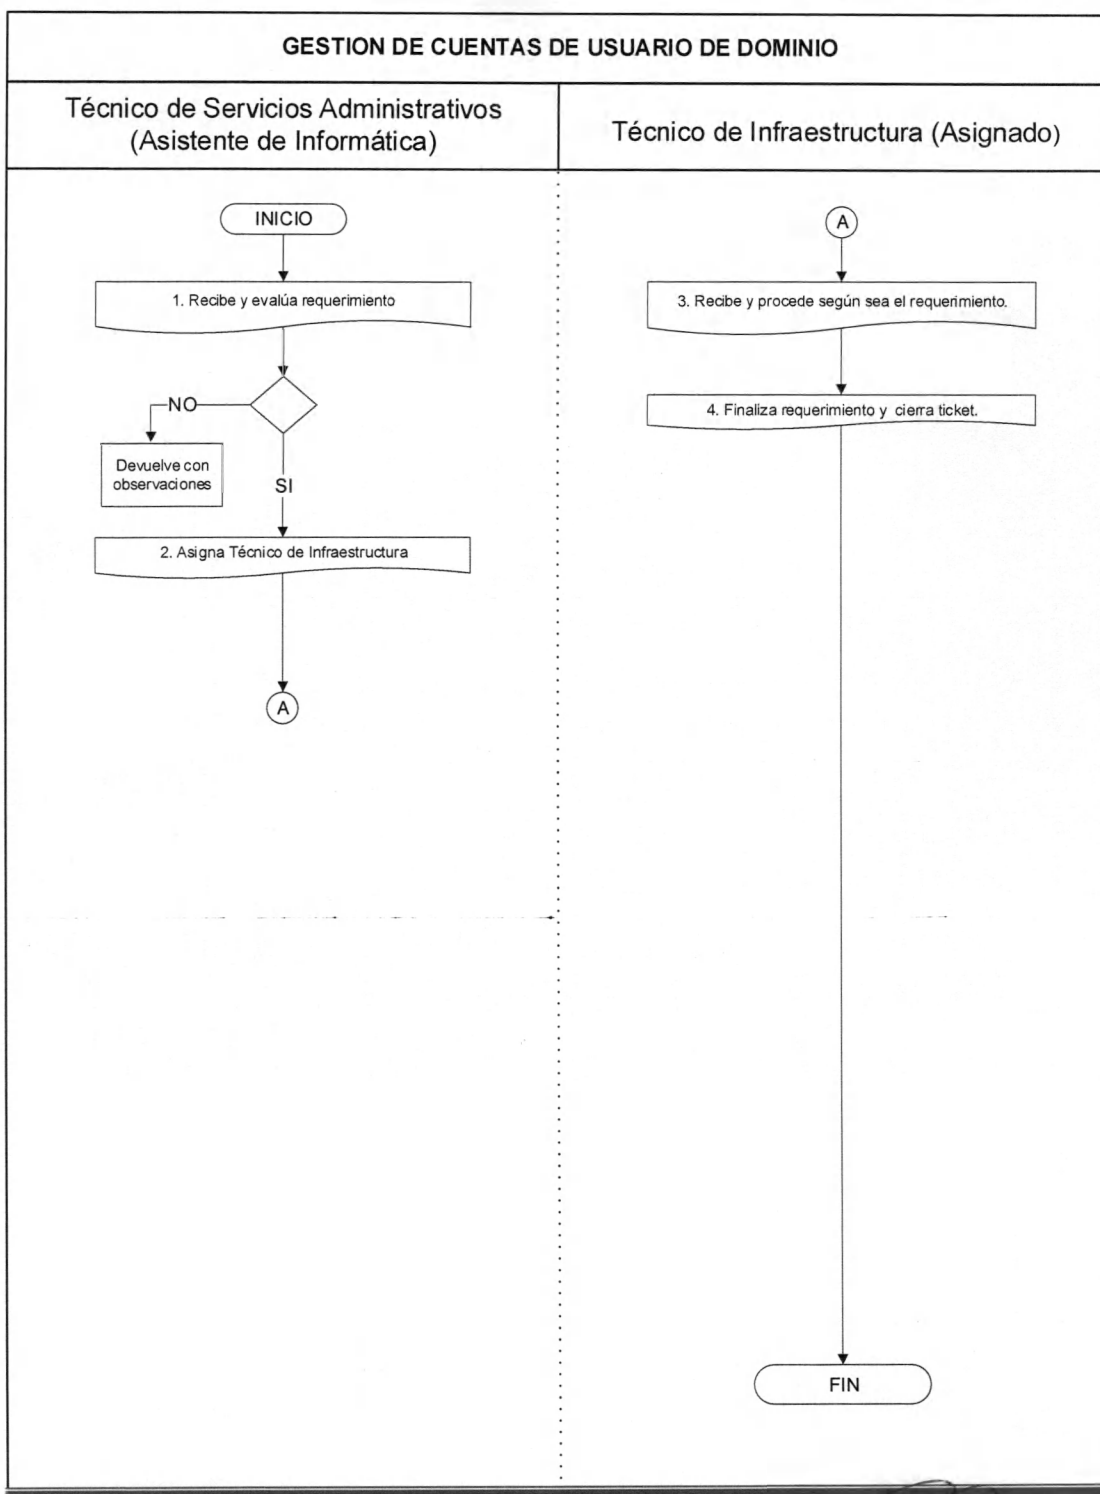 GESTION DE CUENTAS DE USUARIO DE DOMINIO
Técnico de Servicios Administrativos
(Asistente de Informática)
Técnico de Infraestructura (Asignado)
INICIO
1. Recibe y evalúa requerimiento
NO
Devuelve con
observaciones
SI
2. Asigna Técnico de Infraestructura
A
A
3. Recibe y procede según sea el requerimiento.
4. Finaliza requerimiento y cierra ticket.
FIN